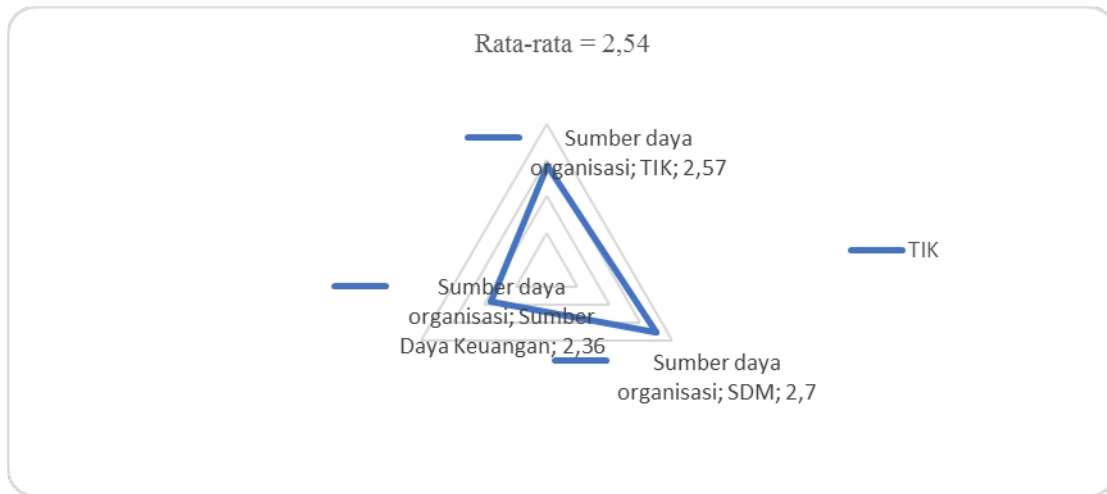 Rata-rata = 2,54
Sumber daya
organisasi; TIK; 2,57
TIK
Sumber daya
organisasi; Sumber
Daya Keuangan; 2,36
Sumber daya
organisasi; SDM; 2,7